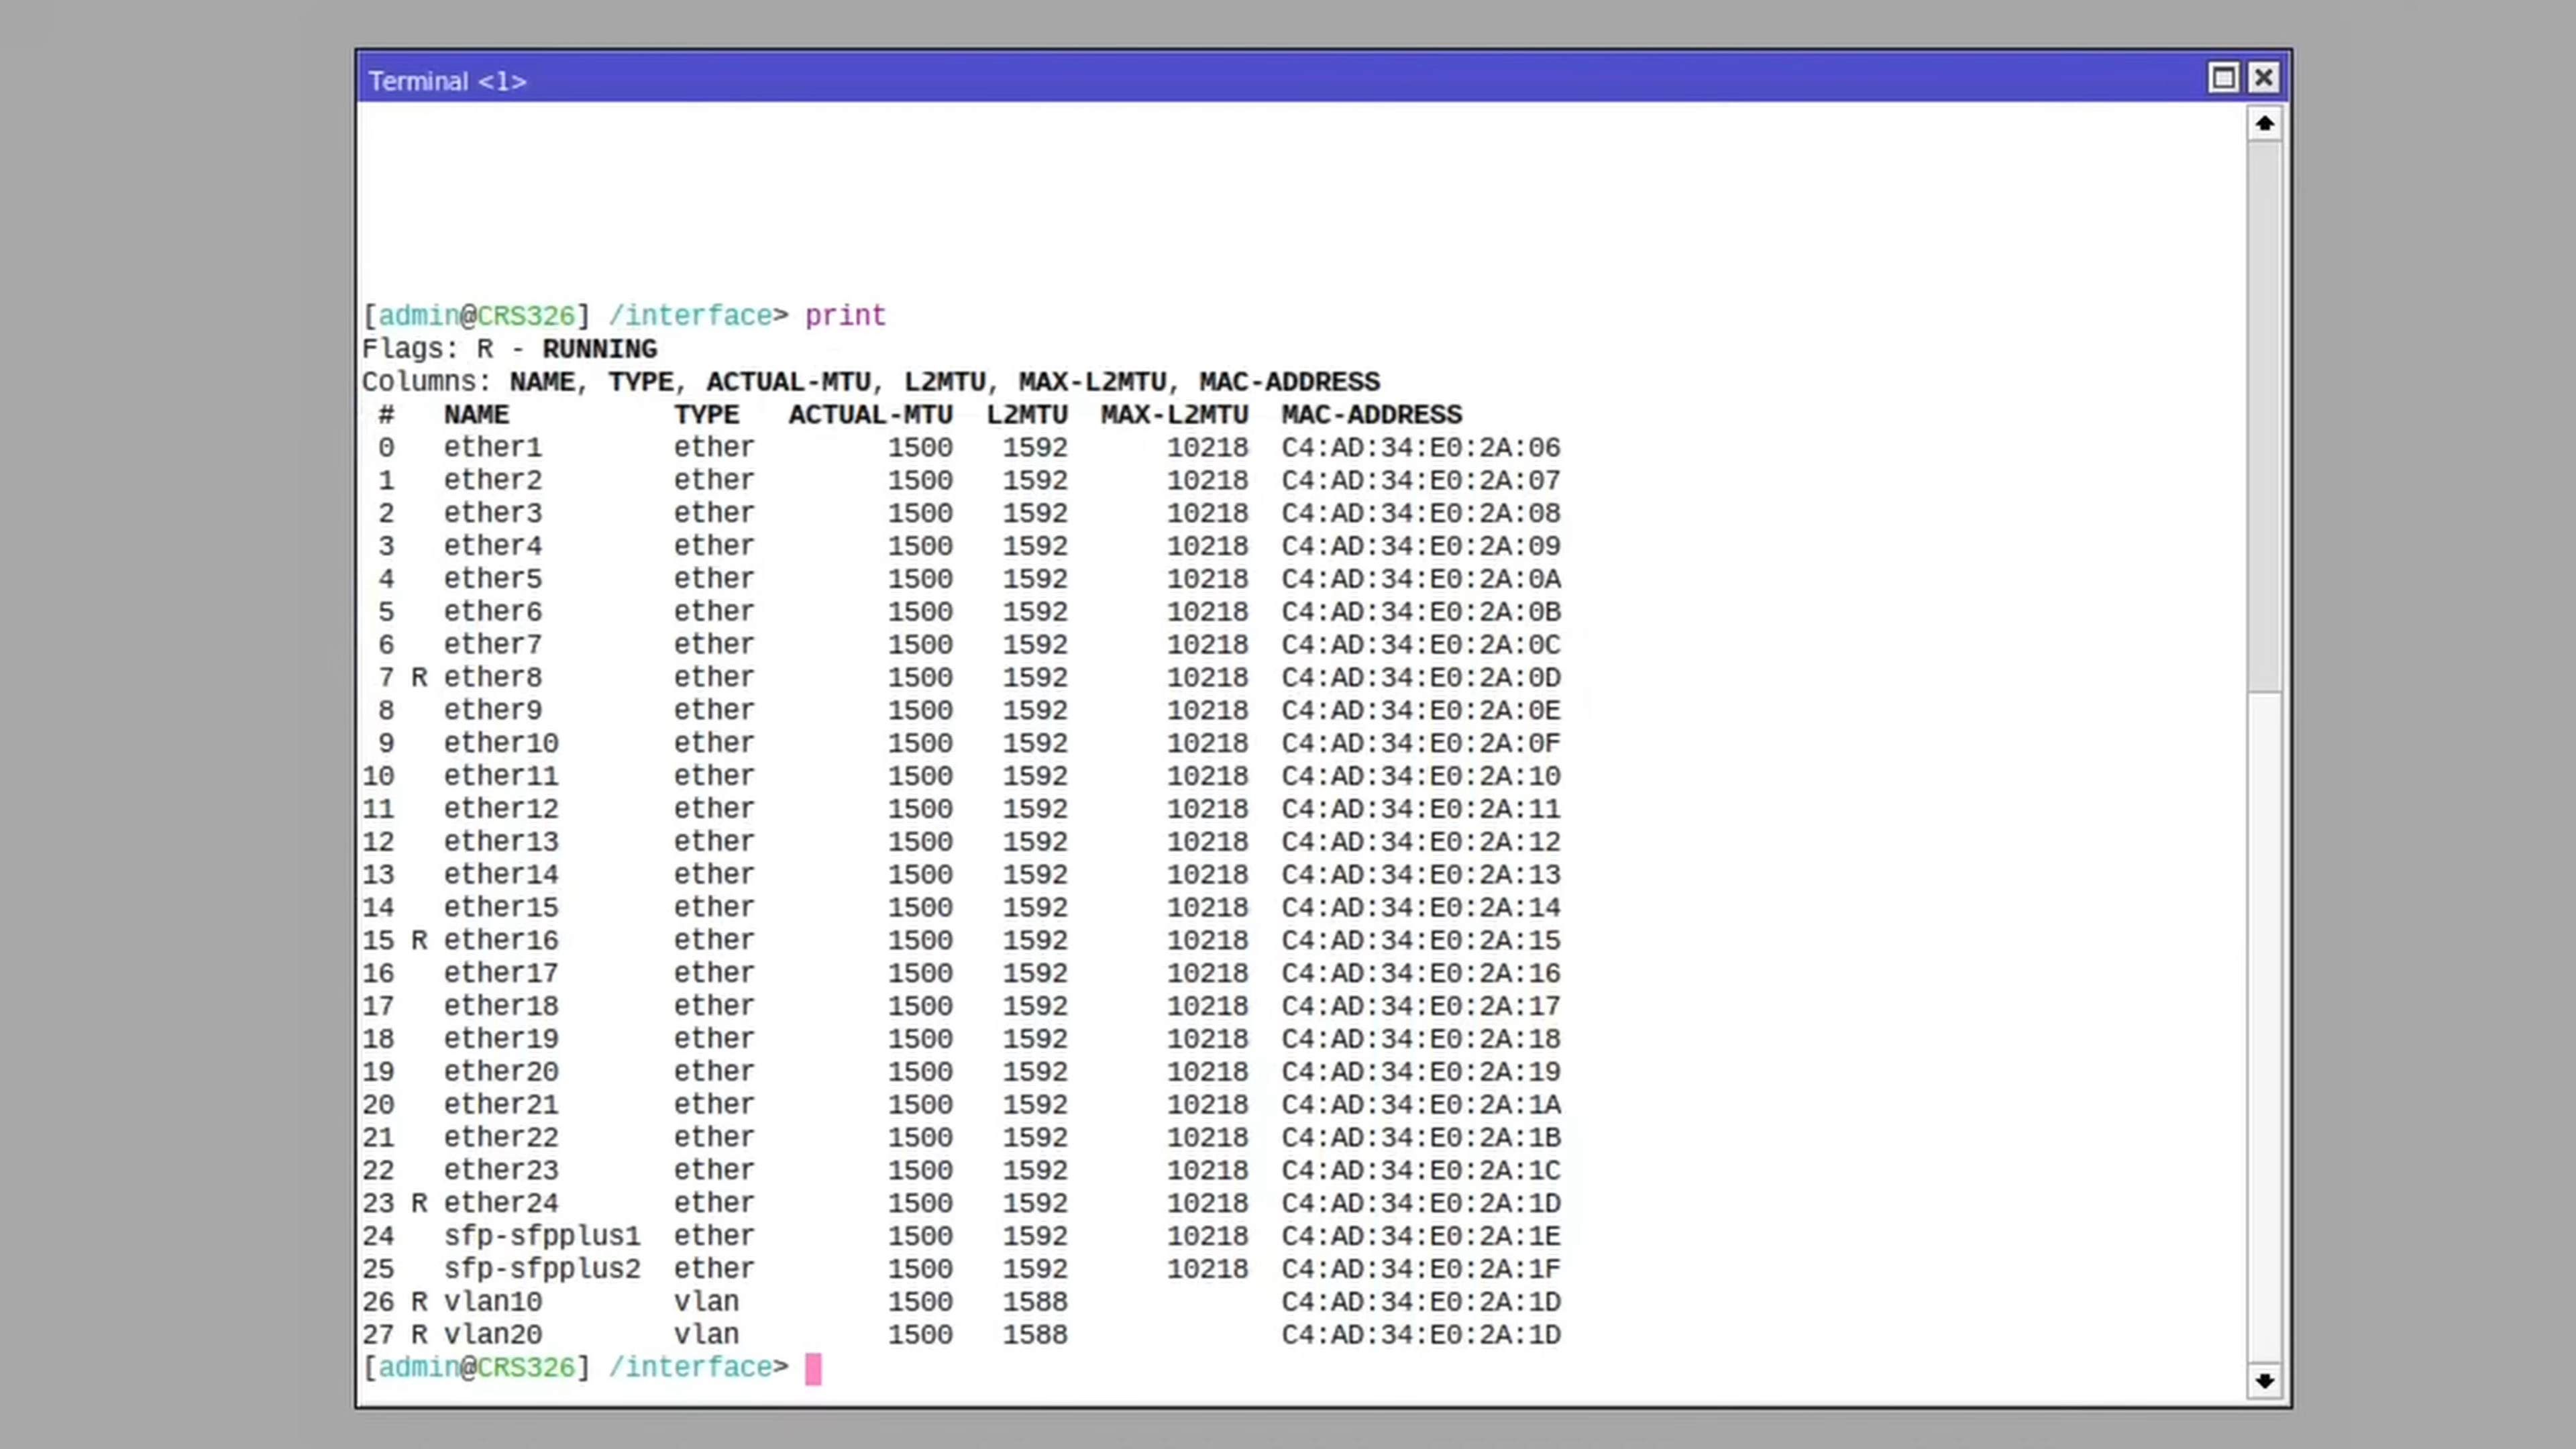 Terminal <1>
[admin@CRS326] /interface> print
Flags: R - RUNNING
Columns: NAME, TYPE, ACTUAL-MTU, L2MTU, MAX-L2MTU, MAC-ADDRESS
 #   NAME          TYPE   ACTUAL-MTU  L2MTU  MAX-L2MTU  MAC-ADDRESS
 0   ether1        ether        1500   1592      10218  C4:AD:34:E0:2A:06
 1   ether2        ether        1500   1592      10218  C4:AD:34:E0:2A:07
 2   ether3        ether        1500   1592      10218  C4:AD:34:E0:2A:08
 3   ether4        ether        1500   1592      10218  C4:AD:34:E0:2A:09
 4   ether5        ether        1500   1592      10218  C4:AD:34:E0:2A:0A
 5   ether6        ether        1500   1592      10218  C4:AD:34:E0:2A:0B
 6   ether7        ether        1500   1592      10218  C4:AD:34:E0:2A:0C
 7 R ether8        ether        1500   1592      10218  C4:AD:34:E0:2A:0D
 8   ether9        ether        1500   1592      10218  C4:AD:34:E0:2A:0E
 9   ether10       ether        1500   1592      10218  C4:AD:34:E0:2A:0F
10   ether11       ether        1500   1592      10218  C4:AD:34:E0:2A:10
11   ether12       ether        1500   1592      10218  C4:AD:34:E0:2A:11
12   ether13       ether        1500   1592      10218  C4:AD:34:E0:2A:12
13   ether14       ether        1500   1592      10218  C4:AD:34:E0:2A:13
14   ether15       ether        1500   1592      10218  C4:AD:34:E0:2A:14
15 R ether16       ether        1500   1592      10218  C4:AD:34:E0:2A:15
16   ether17       ether        1500   1592      10218  C4:AD:34:E0:2A:16
17   ether18       ether        1500   1592      10218  C4:AD:34:E0:2A:17
18   ether19       ether        1500   1592      10218  C4:AD:34:E0:2A:18
19   ether20       ether        1500   1592      10218  C4:AD:34:E0:2A:19
20   ether21       ether        1500   1592      10218  C4:AD:34:E0:2A:1A
21   ether22       ether        1500   1592      10218  C4:AD:34:E0:2A:1B
22   ether23       ether        1500   1592      10218  C4:AD:34:E0:2A:1C
23 R ether24       ether        1500   1592      10218  C4:AD:34:E0:2A:1D
24   sfp-sfpplus1  ether        1500   1592      10218  C4:AD:34:E0:2A:1E
25   sfp-sfpplus2  ether        1500   1592      10218  C4:AD:34:E0:2A:1F
26 R vlan10        vlan         1500   1588             C4:AD:34:E0:2A:1D
27 R vlan20        vlan         1500   1588             C4:AD:34:E0:2A:1D
[admin@CRS326] /interface>